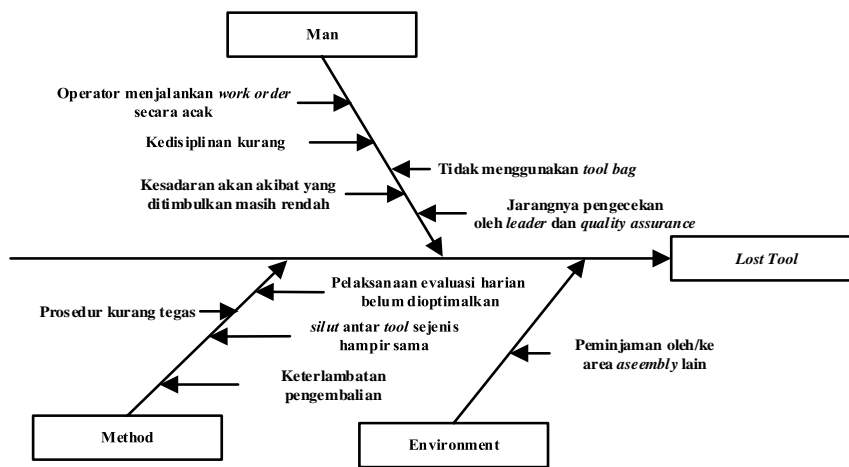 Man
Operator menjalankan work order
secara acak
Kedisiplinan kurang
Tidak menggunakan tool bag
Kesadaran akan akibat yang
ditimbulkan masih rendah
Jarangnya pengecekan
oleh leader dan quality assurance
Lost Tool
Pelaksanaan evaluasi harian
belum dioptimalkan
Prosedur kurang tegas
silut antar tool sejenis
hampir sama
Peminjaman oleh/ke
area aseembly lain
Keterlambatan
pengembalian
Method
Environment